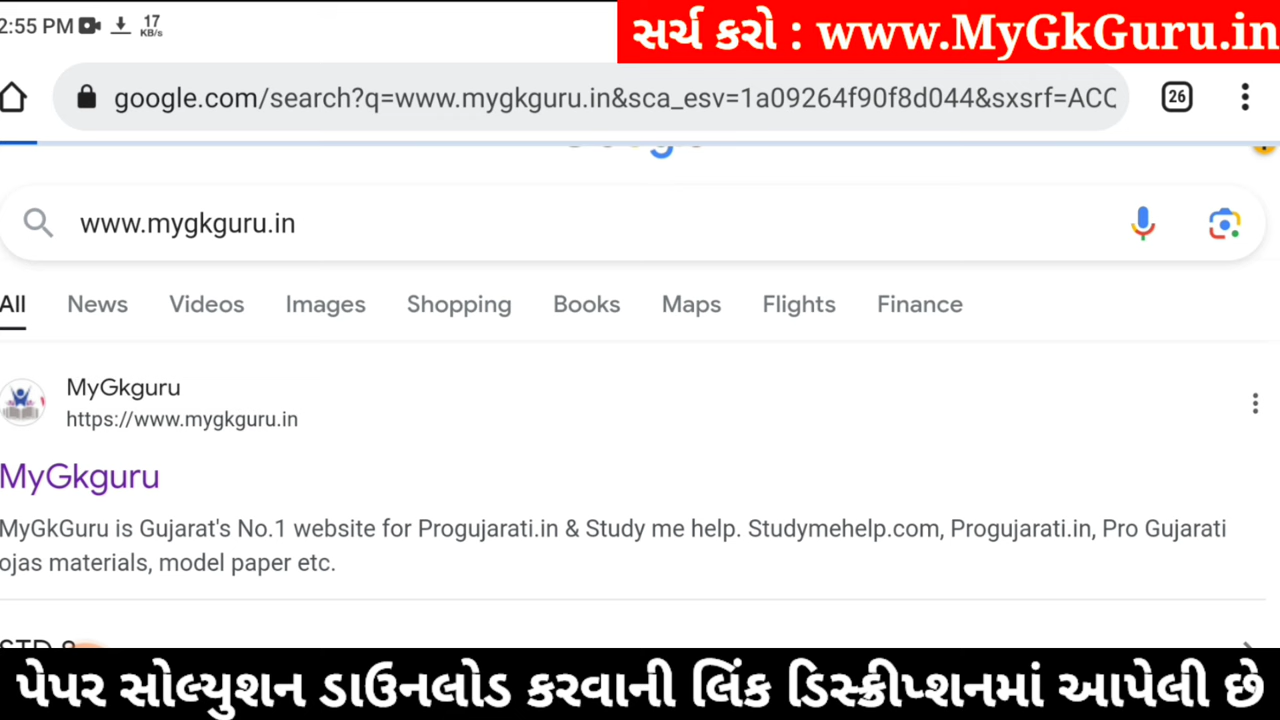 2:55 PM 17 KB/s
સર્ચ કરો : www.MyGkGuru.in
google.com/search?q=www.mygkguru.in&sca_esv=1a09264f90f8d044&sxsrf=ACC
26
www.mygkguru.in
All News Videos Images Shopping Books Maps Flights Finance
MyGkguru
https://www.mygkguru.in
MyGkguru
MyGkGuru is Gujarat's No.1 website for Progujarati.in & Study me help. Studymehelp.com, Progujarati.in, Pro Gujarati
ojas materials, model paper etc.
STD 8
પેપર સોલ્યુશન ડાઉનલોડ કરવાની લિંક ડિસ્ક્રીપ્શનમાં આપેલી છે